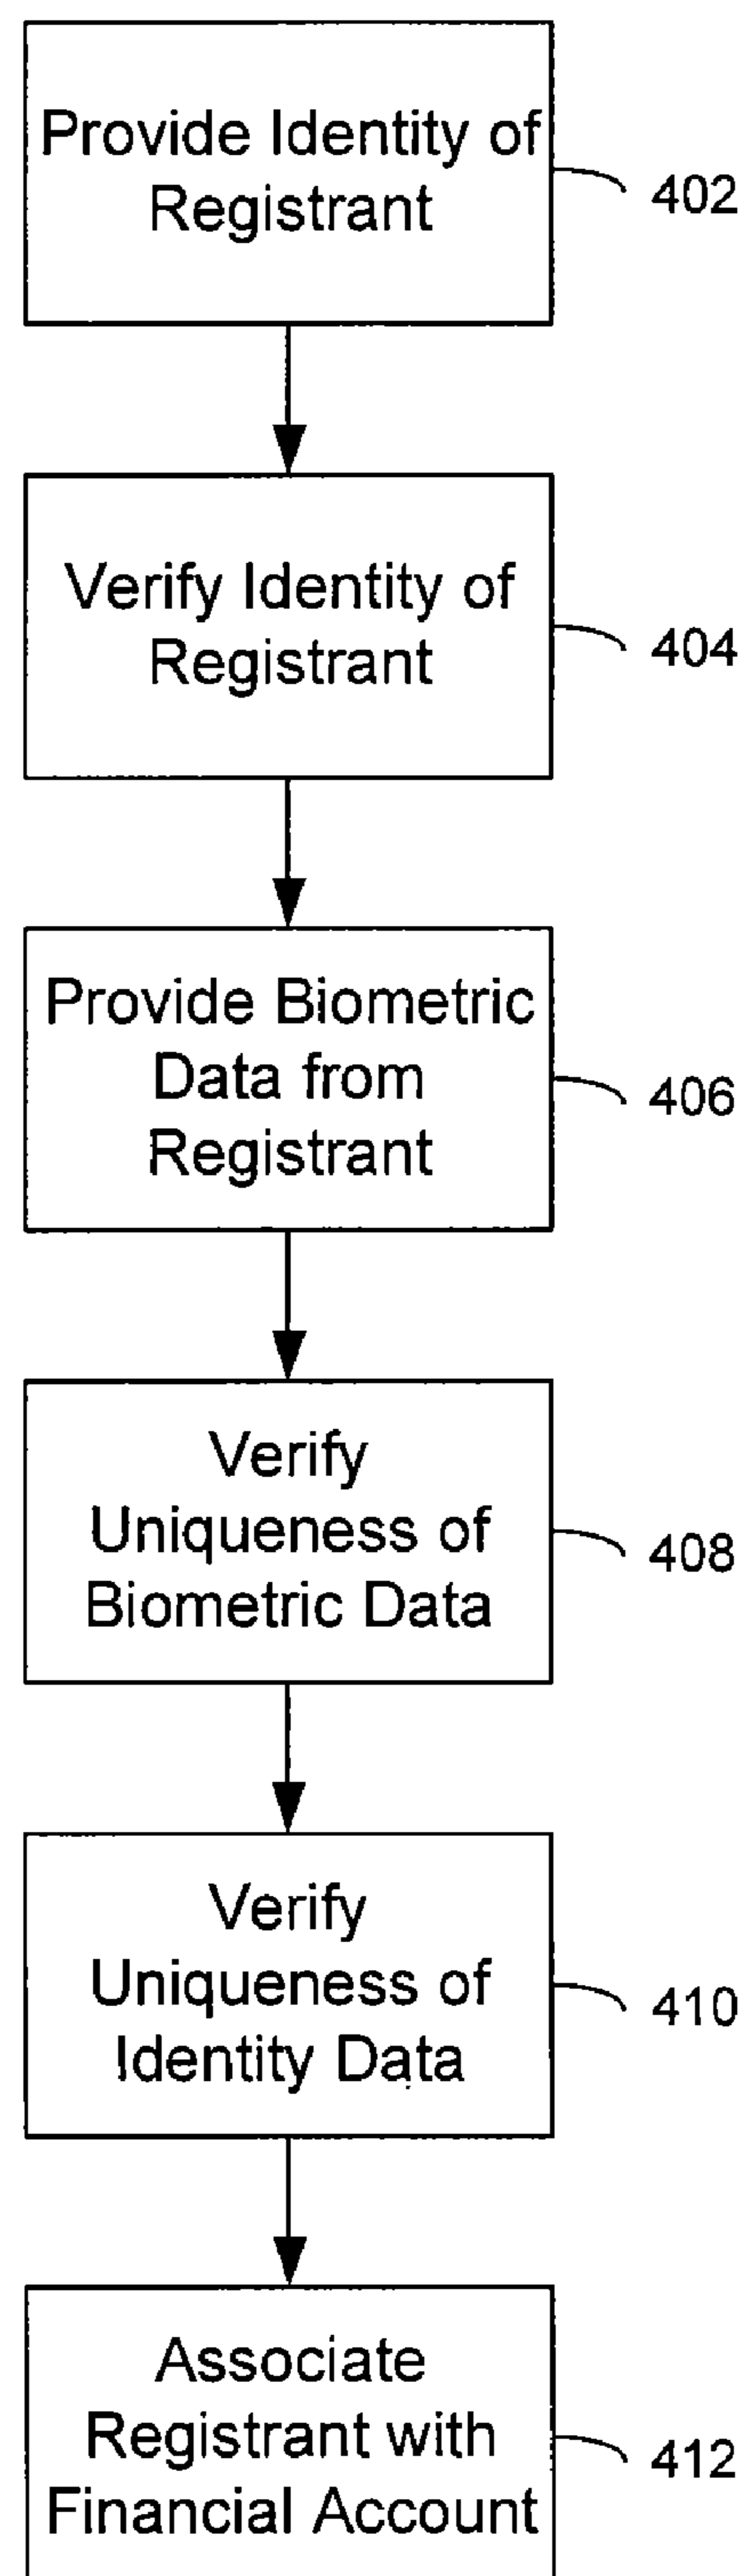 Provide Identity of
Registrant
402
Verify Identity of
Registrant
404
Provide Biometric
Data from
Registrant
406
Verify
Uniqueness of
Biometric Data
408
Verify
Uniqueness of
Identity Data
410
Associate
Registrant with
Financial Account
412